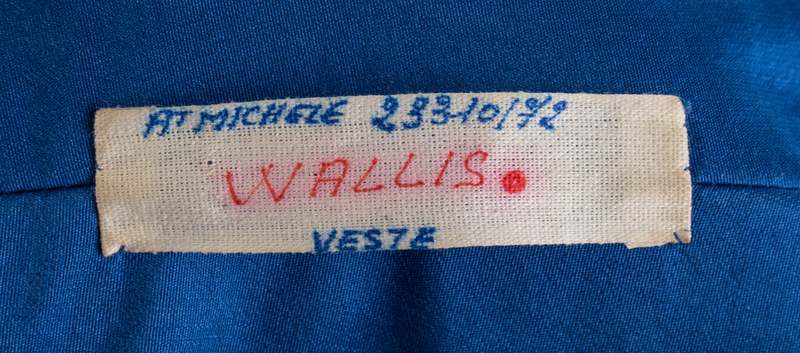 AT MICHELE 233-10/72
WALLIS.
VESTE